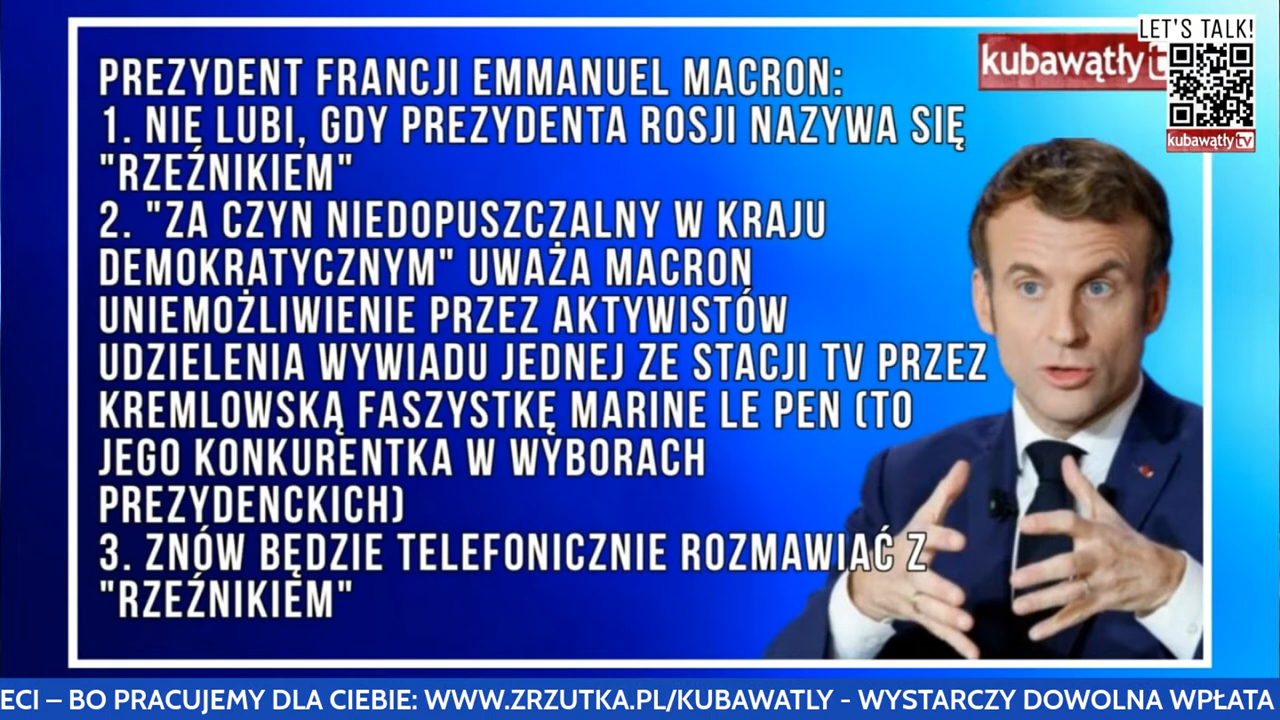 LET'S TALK!
kubawątły t
kubawątły tv
PREZYDENT FRANCJI EMMANUEL MACRON:
1. NIE LUBI, GDY PREZYDENTA ROSJI NAZYWA SIĘ
"RZEŹNIKIEM"
2. "ZA CZYN NIEDOPUSZCZALNY W KRAJU
DEMOKRATYCZNYM" UWAŻA MACRON
UNIEMOŻLIWIENIE PRZEZ AKTYWISTÓW
UDZIELENIA WYWIADU JEDNEJ ZE STACJI TV PRZEZ
KREMLOWSKĄ FASZYSTKĘ MARINE LE PEN (TO
JEGO KONKURENTKA W WYBORACH
PREZYDENCKICH)
3. ZNÓW BĘDZIE TELEFONICZNIE ROZMAWIAĆ Z
"RZEŹNIKIEM"
ECI – BO PRACUJEMY DLA CIEBIE: WWW.ZRZUTKA.PL/KUBAWATLY - WYSTARCZY DOWOLNA WPŁATA